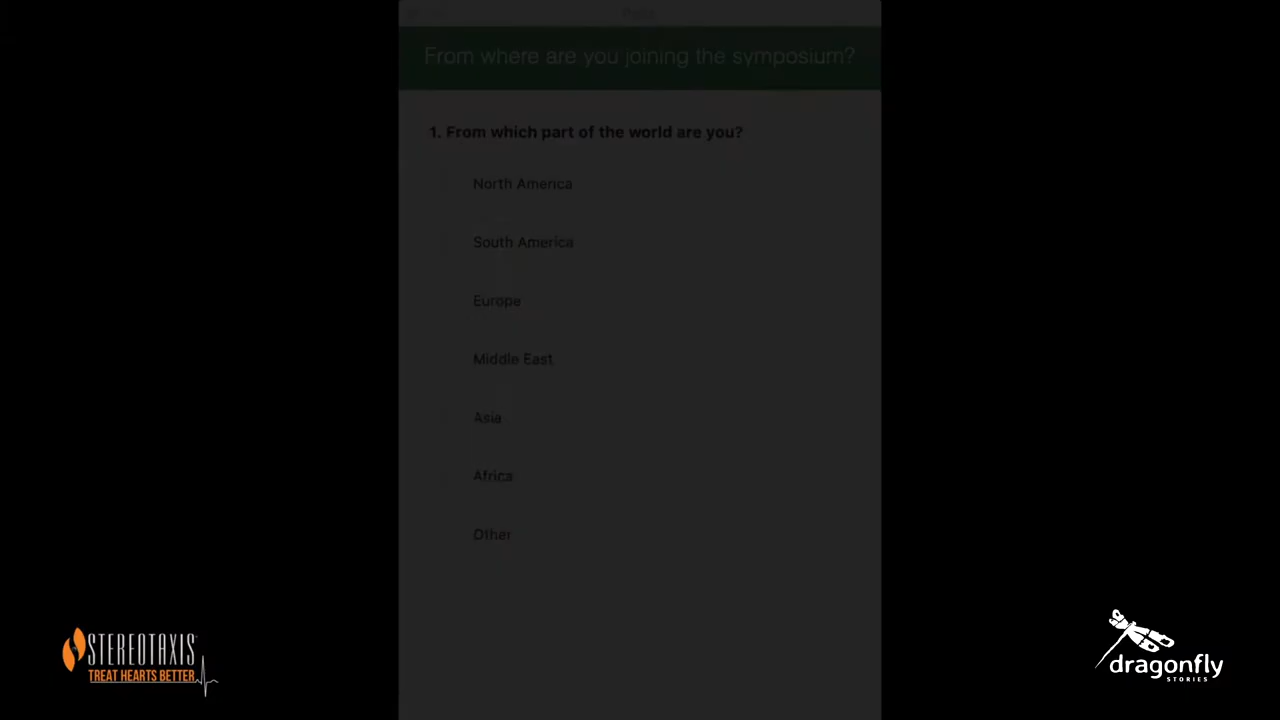 From where are you joining the symposium?
1. From which part of the world are you?
North America
South America
Europe
Middle East
Asia
Africa
Other
STEREOTAXIS
TREAT HEARTS BETTER
dragonfly
STORIES